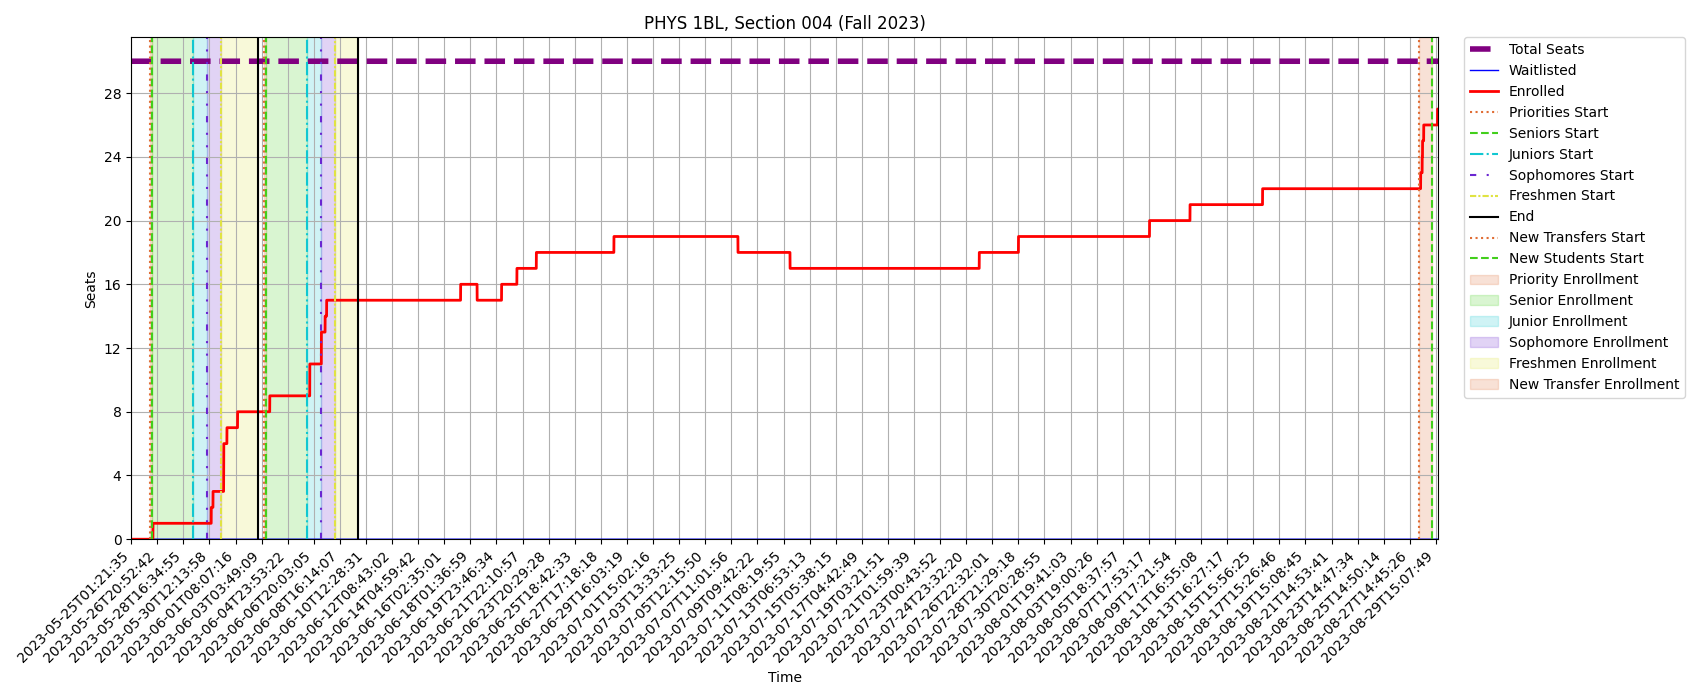 PHYS 1BL, Section 004 (Fall 2023)
28
24
20
16
12
8
4
0
Seats
2023-05-25T01:21:35
2023-05-26T20:52:42
2023-05-28T16:34:55
2023-05-30T12:13:58
2023-06-01T08:07:16
2023-06-03T03:49:09
2023-06-04T23:53:22
2023-06-06T20:03:05
2023-06-08T16:14:07
2023-06-10T12:28:31
2023-06-12T08:43:02
2023-06-14T04:59:42
2023-06-16T02:35:01
2023-06-18T01:36:59
2023-06-19T23:46:34
2023-06-21T22:10:57
2023-06-23T20:29:28
2023-06-25T18:42:33
2023-06-27T17:18:18
2023-06-29T16:03:19
2023-07-01T15:02:16
2023-07-03T13:33:25
2023-07-05T12:15:50
2023-07-07T11:01:56
2023-07-09T09:42:22
2023-07-11T08:19:55
2023-07-13T06:53:13
2023-07-15T05:38:15
2023-07-17T04:42:49
2023-07-19T03:21:51
2023-07-21T01:59:39
2023-07-23T00:43:52
2023-07-24T23:32:20
2023-07-26T22:32:01
2023-07-28T21:29:18
2023-07-30T20:28:55
2023-08-01T19:41:03
2023-08-03T19:00:26
2023-08-05T18:37:57
2023-08-07T17:53:17
2023-08-09T17:21:54
2023-08-11T16:55:08
2023-08-13T16:27:17
2023-08-15T15:56:25
2023-08-17T15:26:46
2023-08-19T15:08:45
2023-08-21T14:53:41
2023-08-23T14:47:34
2023-08-25T14:50:14
2023-08-27T14:45:26
2023-08-29T15:07:49
Time
Total Seats
Waitlisted
Enrolled
Priorities Start
Seniors Start
Juniors Start
Sophomores Start
Freshmen Start
End
New Transfers Start
New Students Start
Priority Enrollment
Senior Enrollment
Junior Enrollment
Sophomore Enrollment
Freshmen Enrollment
New Transfer Enrollment